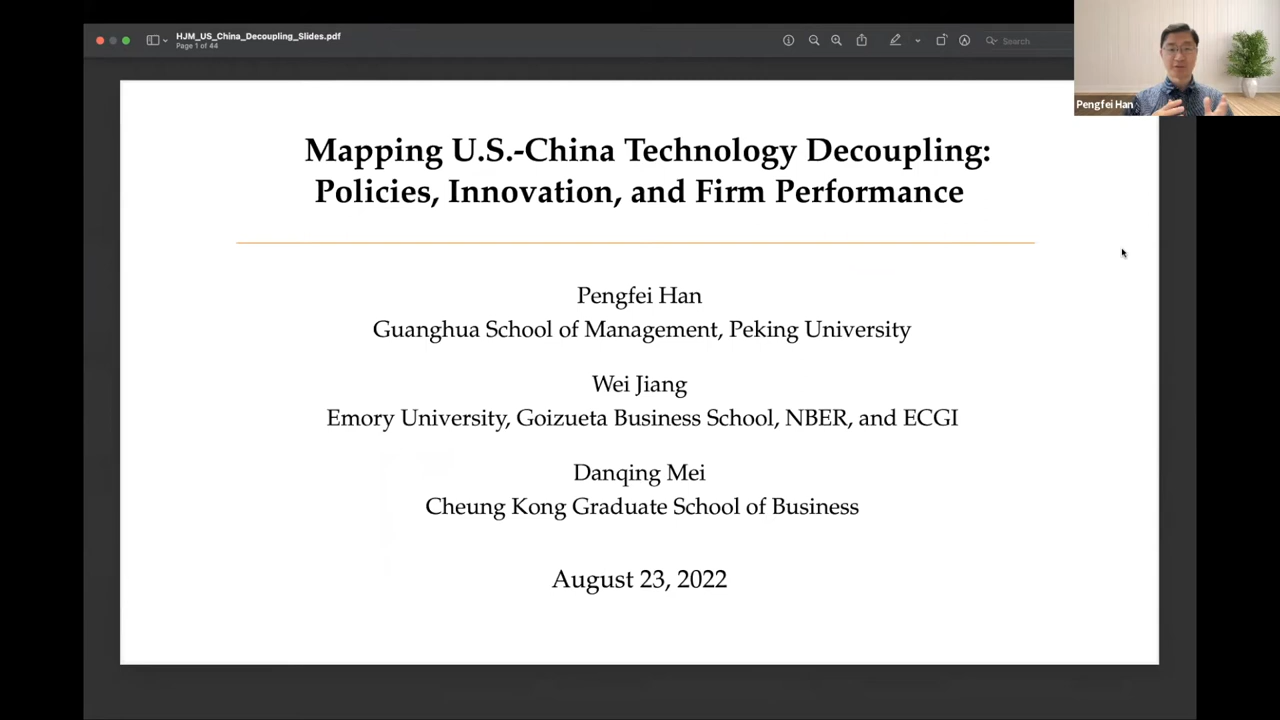 HJM_US_China_Decoupling_Slides.pdf
Page 1 of 44
Search
Pengfei Han
Mapping U.S.-China Technology Decoupling:
Policies, Innovation, and Firm Performance
Pengfei Han
Guanghua School of Management, Peking University
Wei Jiang
Emory University, Goizueta Business School, NBER, and ECGI
Danqing Mei
Cheung Kong Graduate School of Business
August 23, 2022